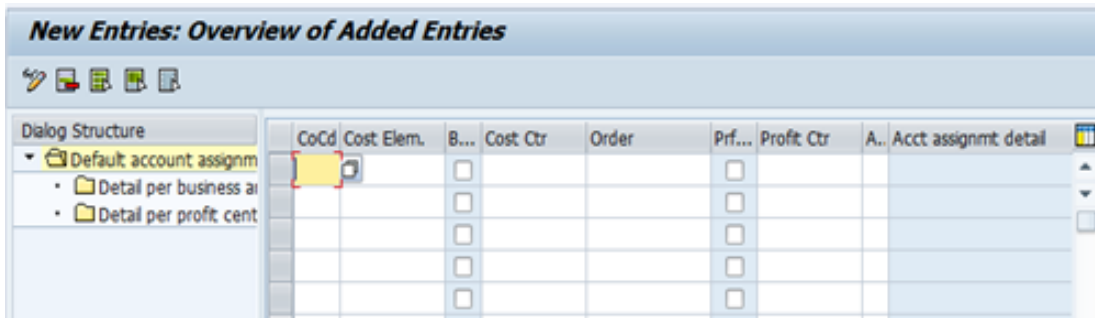 New Entries: Overview of Added Entries
Dialog Structure
Default account assignm
Detail per business ar
Detail per profit cent
CoCd Cost Elem. B... Cost Ctr Order Prf... Profit Ctr A.. Acct assignmt detail